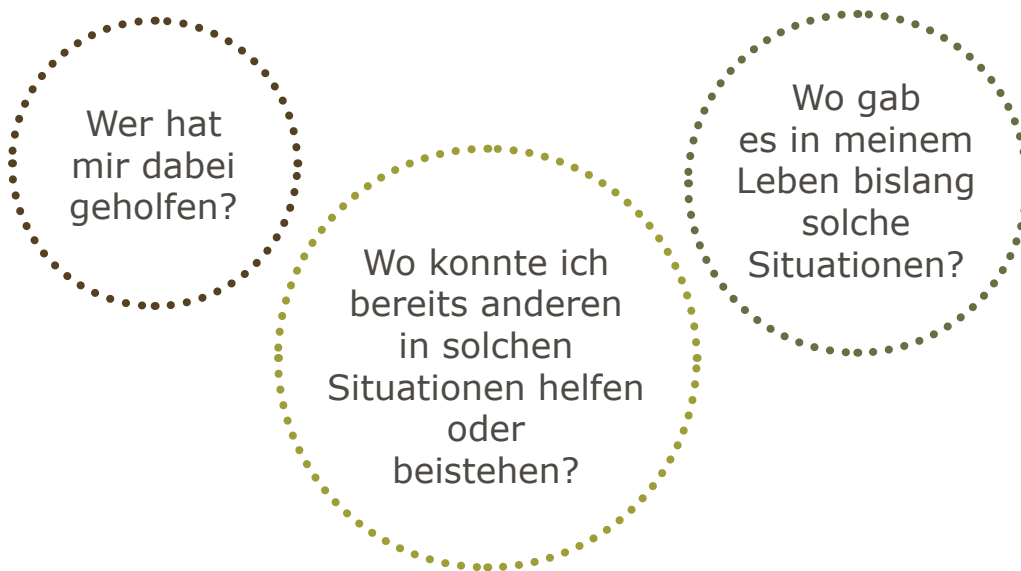 Wer hat
mir dabei
geholfen?
Wo konnte ich
bereits anderen
in solchen
Situationen helfen
oder
beistehen?
Wo gab
es in meinem
Leben bislang
solche
Situationen?